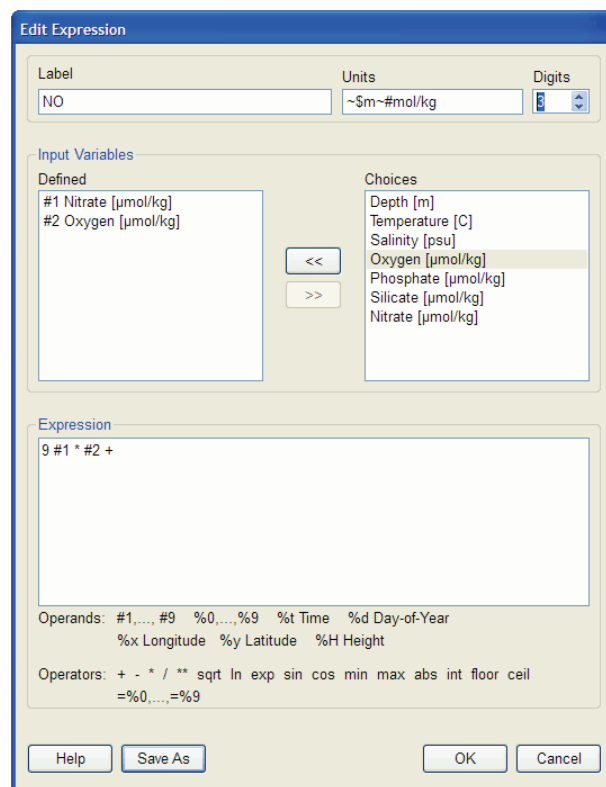 Edit Expression
Label Units Digits
NO ~$m~#mol/kg 3
Input Variables
Defined Choices
#1 Nitrate [µmol/kg]
#2 Oxygen [µmol/kg]
<<
>>
Depth [m]
Temperature [C]
Salinity [psu]
Oxygen [µmol/kg]
Phosphate [µmol/kg]
Silicate [µmol/kg]
Nitrate [µmol/kg]
Expression
9 #1 * #2 +
Operands: #1,..., #9 %0,...,%9 %t Time %d Day-of-Year
%x Longitude %y Latitude %H Height
Operators: + - * / ** sqrt ln exp sin cos min max abs int floor ceil
=%0,...,=%9
Help Save As OK Cancel